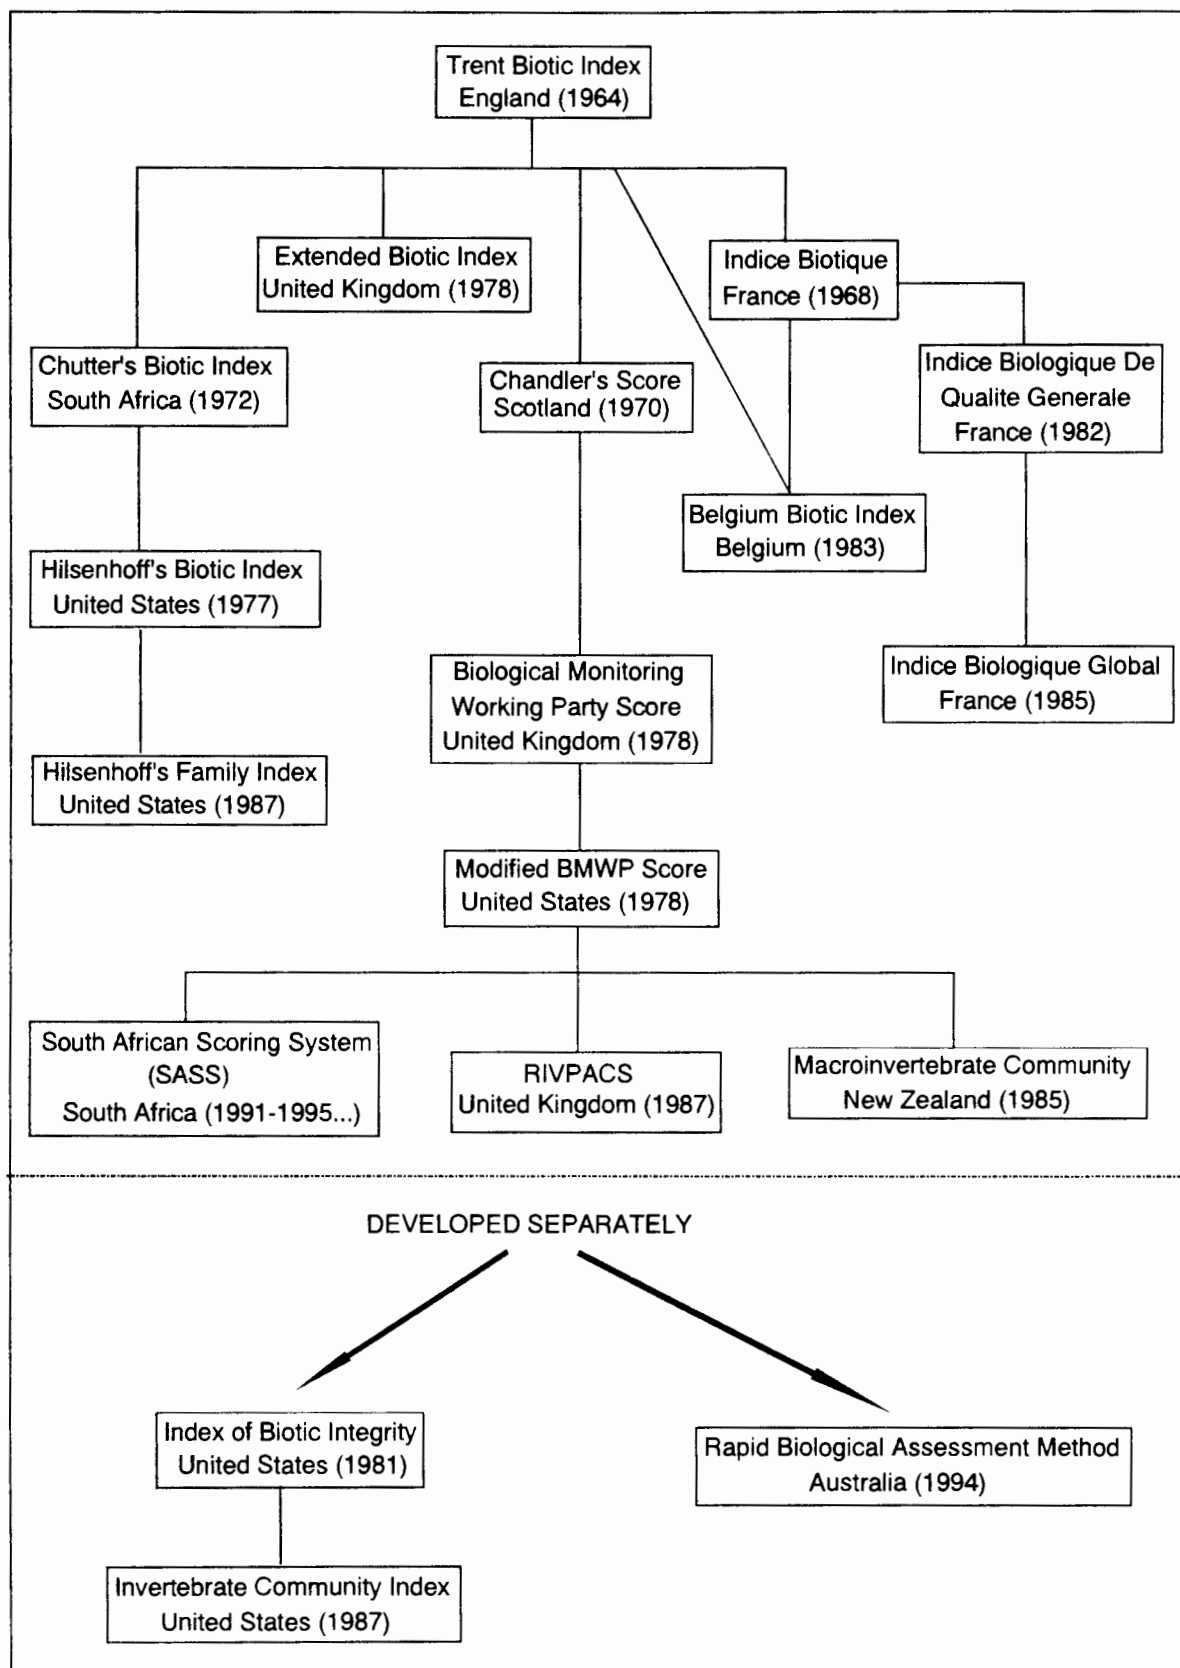 Trent Biotic Index
England (1964)
Extended Biotic Index
United Kingdom (1978)
Indice Biotique
France (1968)
Chutter's Biotic Index
South Africa (1972)
Chandler's Score
Scotland (1970)
Indice Biologique De
Qualite Generale
France (1982)
Belgium Biotic Index
Belgium (1983)
Hilsenhoff's Biotic Index
United States (1977)
Biological Monitoring
Working Party Score
United Kingdom (1978)
Indice Biologique Global
France (1985)
Hilsenhoff's Family Index
United States (1987)
Modified BMWP Score
United States (1978)
South African Scoring System
(SASS)
South Africa (1991-1995...)
RIVPACS
United Kingdom (1987)
Macroinvertebrate Community
New Zealand (1985)
DEVELOPED SEPARATELY
Index of Biotic Integrity
United States (1981)
Rapid Biological Assessment Method
Australia (1994)
Invertebrate Community Index
United States (1987)